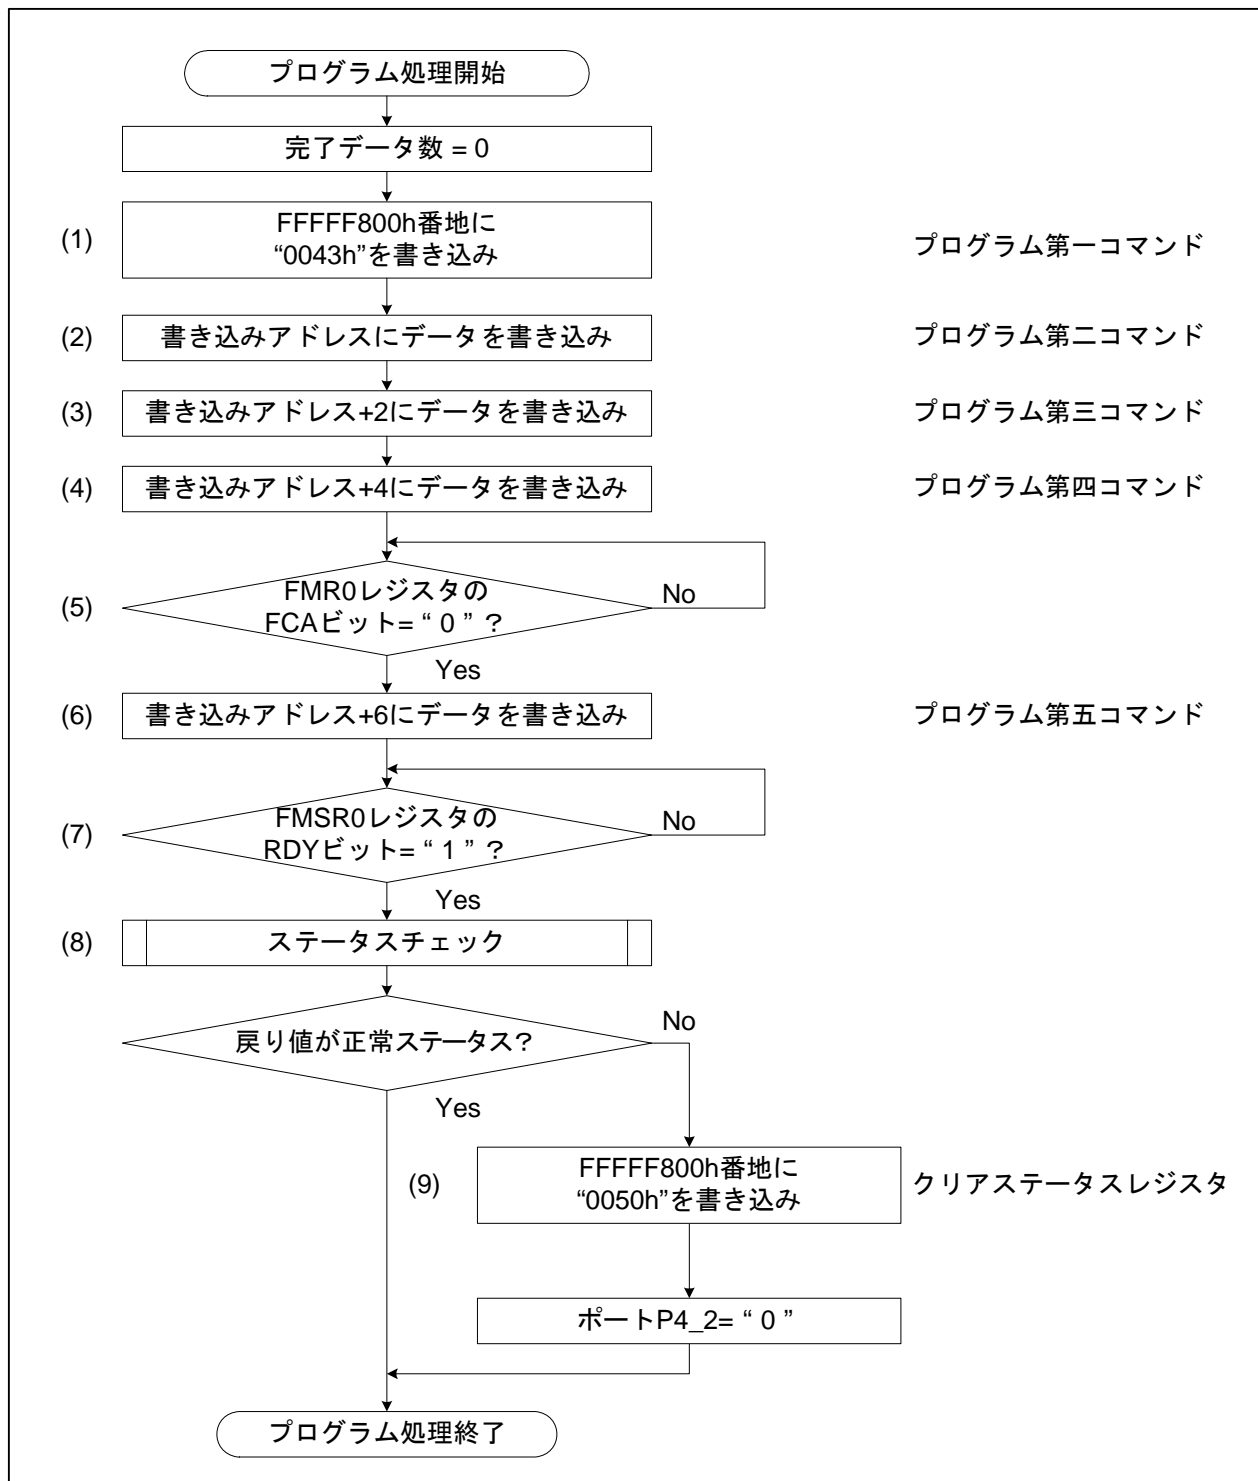 プログラム処理開始
完了データ数 = 0
(1)
FFFFF800h番地に
“0043h”を書き込み
プログラム第一コマンド
(2)
書き込みアドレスにデータを書き込み
プログラム第二コマンド
(3)
書き込みアドレス+2にデータを書き込み
プログラム第三コマンド
(4)
書き込みアドレス+4にデータを書き込み
プログラム第四コマンド
(5)
FMR0レジスタの
FCAビット= “ 0 ” ?
No
Yes
(6)
書き込みアドレス+6にデータを書き込み
プログラム第五コマンド
(7)
FMSR0レジスタの
RDYビット= “ 1 ” ?
No
Yes
(8)
ステータスチェック
戻り値が正常ステータス?
No
Yes
(9)
FFFFF800h番地に
“0050h”を書き込み
クリアステータスレジスタ
ポートP4_2= “ 0 ”
プログラム処理終了